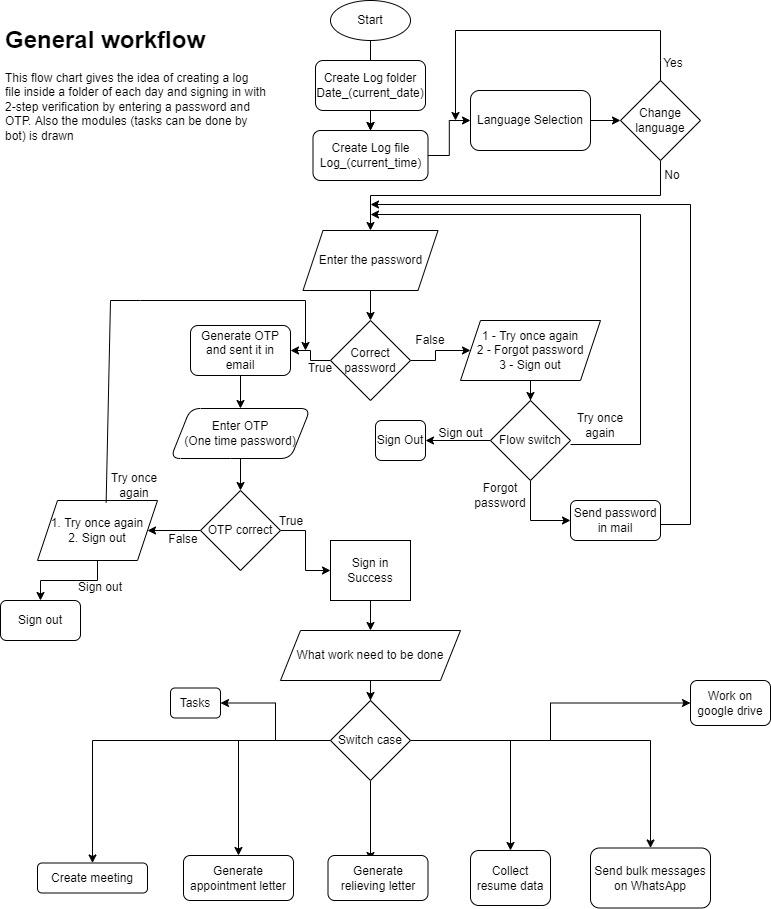 Start
General workflow
This flow chart gives the idea of creating a log
file inside a folder of each day and signing in with
2-step verification by entering a password and
OTP. Also the modules (tasks can be done by
bot) is drawn
Create Log folder
Date_(current_date)
Yes
Language Selection
Change
language
Create Log file
Log_(current_time)
No
Enter the password
Generate OTP
and sent it in
email
True
Correct
password
False
1 - Try once again
2 - Forgot password
3 - Sign out
Enter OTP
(One time password)
Sign Out
Sign out
Flow switch
Try once
again
Try once
again
Forgot
password
Send password
in mail
1. Try once again
2. Sign out
False
OTP correct
True
Sign in
Success
Sign out
Sign out
What work need to be done
Tasks
Work on
google drive
Switch case
Create meeting
Generate
appointment letter
Generate
relieving letter
Collect
resume data
Send bulk messages
on WhatsApp